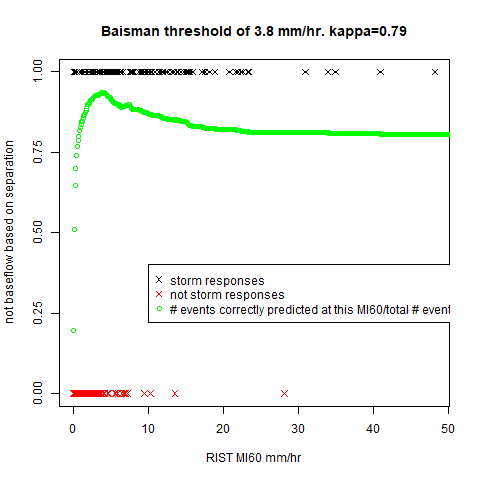 Baisman threshold of 3.8 mm/hr. kappa=0.79
not baseflow based on separation
1.00
0.75
0.50
0.25
0.00
storm responses
not storm responses
# events correctly predicted at this MI60/total # event
0
10
20
30
40
50
RIST MI60 mm/hr